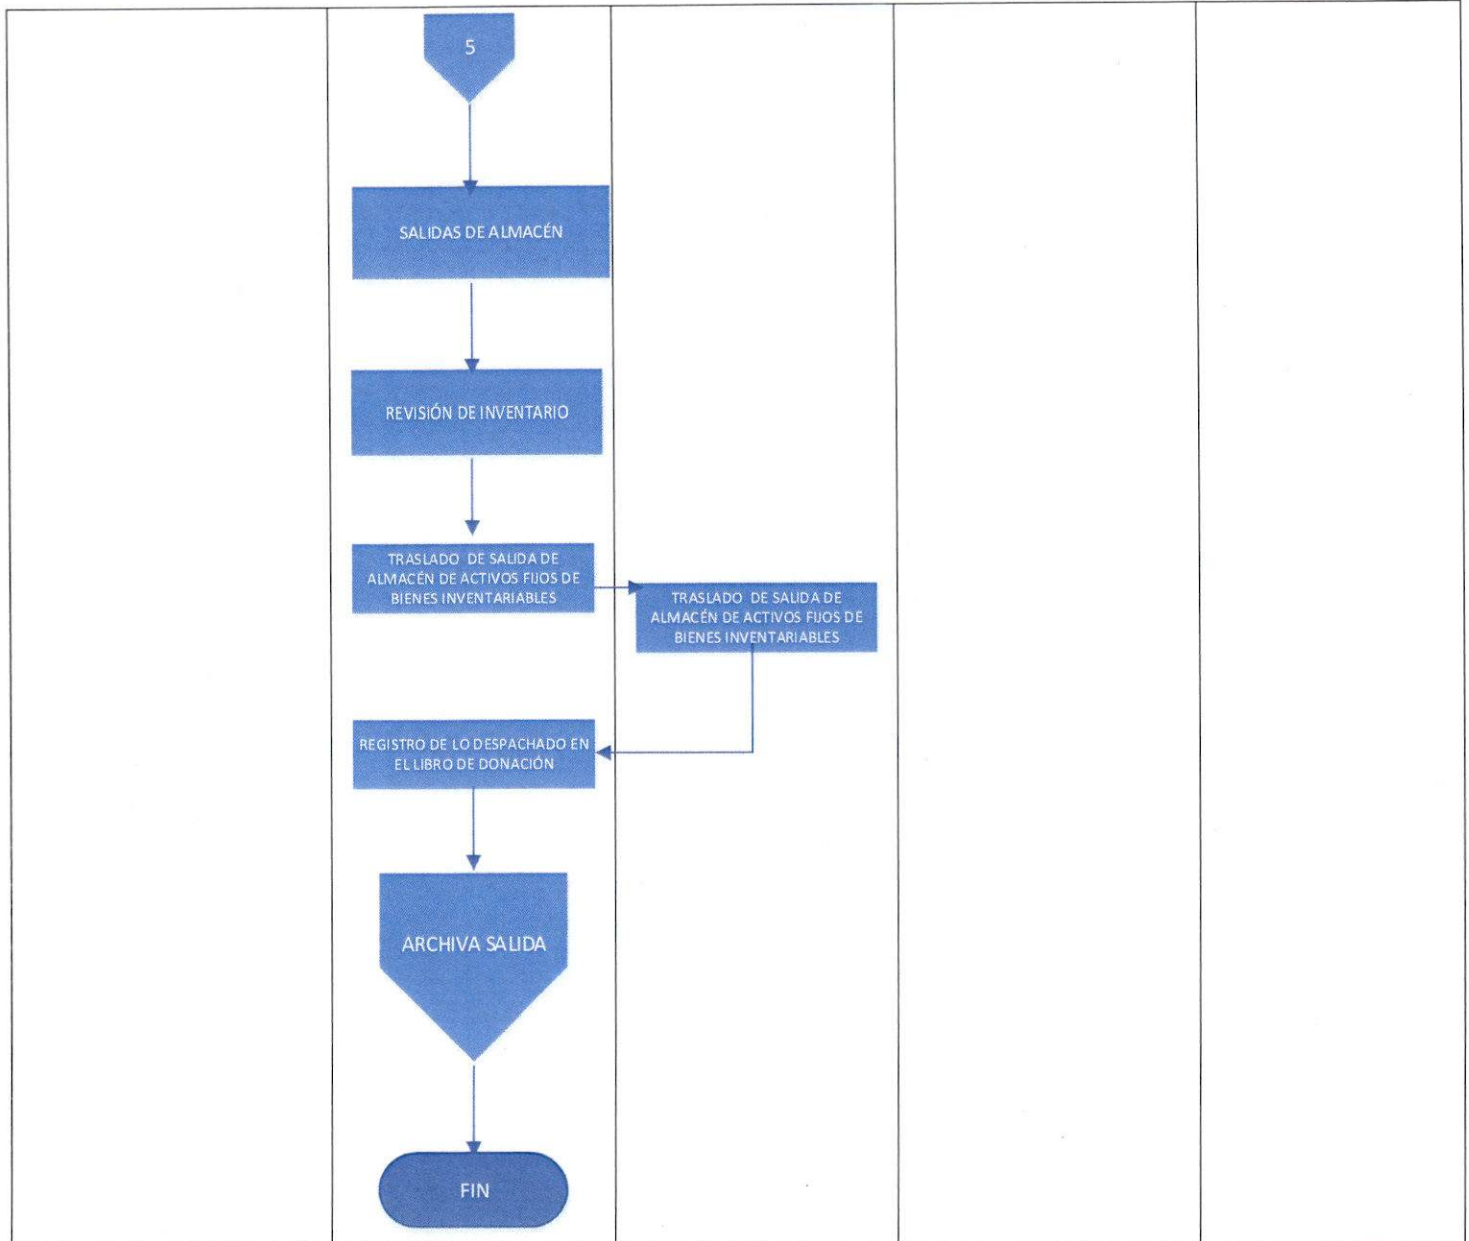 5
SALIDAS DE ALMACÉN
REVISIÓN DE INVENTARIO
TRASLADO DE SALIDA DE
ALMACÉN DE ACTIVOS FIJOS DE
BIENES INVENTARIABLES
TRASLADO DE SALIDA DE
ALMACÉN DE ACTIVOS FIJOS DE
BIENES INVENTARIABLES
REGISTRO DE LO DESPACHADO EN
EL LIBRO DE DONACIÓN
ARCHIVA SALIDA
FIN